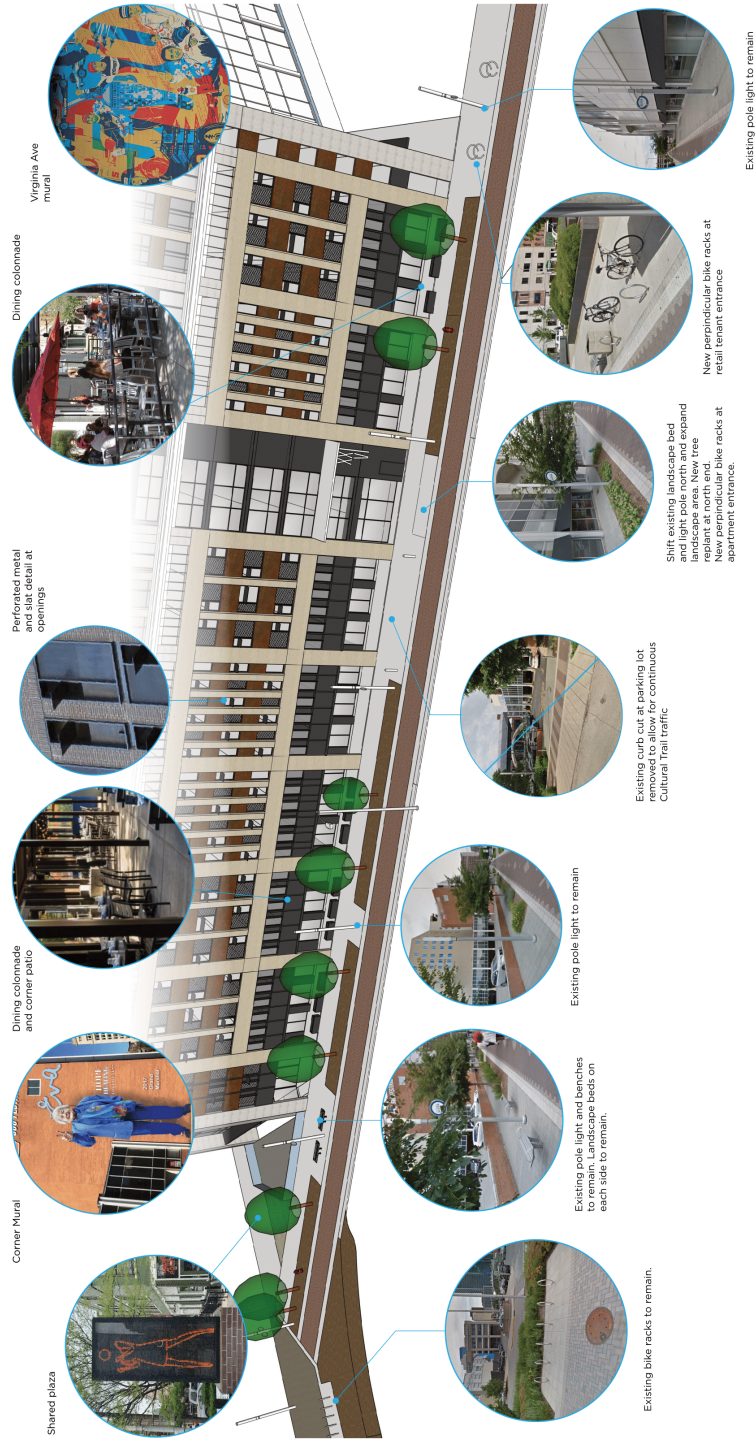 Shared plaza
Corner Mural
Dining colonnade
and corner patio
Perforated metal
and slat detail at
openings
Dining colonnade
Virginia Ave
mural
eva
2017
Grand
Marshal
XX
Existing bike racks to remain.
Existing pole light and benches
to remain. Landscape beds on
each side to remain.
Existing pole light to remain
Existing curb cut at parking lot
removed to allow for continuous
Cultural Trail traffic
Shift existing landscape bed
and light pole north and expand
landscape area. New tree
replant at north end.
New perpindicular bike racks at
apartment entrance.
New perpindicular bike racks at
retail tenant entrance
Existing pole light to remain